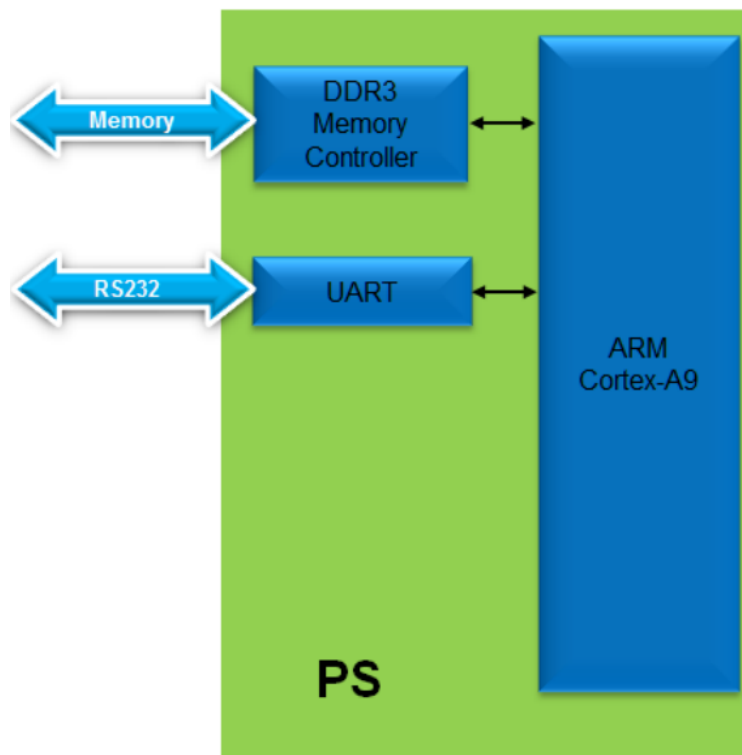 Memory
DDR3
Memory
Controller
RS232
UART
ARM
Cortex-A9
PS